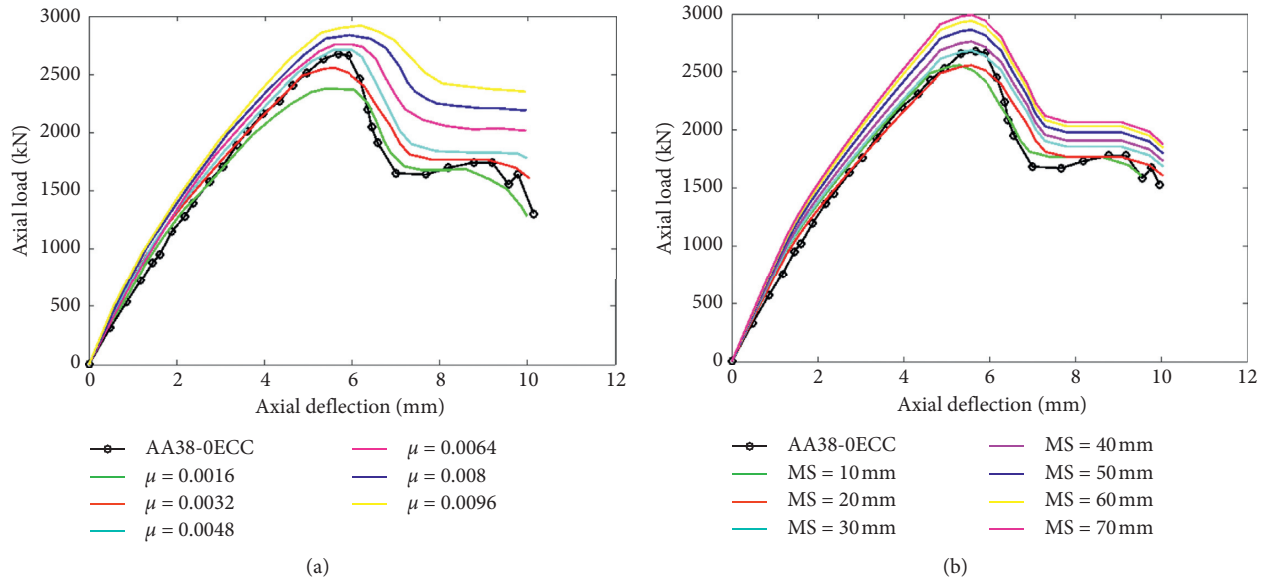 3000
2500
2000
1500
1000
500
0
Axial load (kN)
0 2 4 6 8 10 12
Axial deflection (mm)
AA38-0ECC
μ = 0.0016
μ = 0.0032
μ = 0.0048
μ = 0.0064
μ = 0.008
μ = 0.0096
(a)
3000
2500
2000
1500
1000
500
0
Axial load (kN)
0 2 4 6 8 10 12
Axial deflection (mm)
AA38-0ECC
MS = 10 mm
MS = 20 mm
MS = 30 mm
MS = 40 mm
MS = 50 mm
MS = 60 mm
MS = 70 mm
(b)